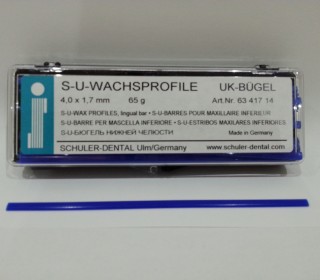 S-U-WACHSPROFILE UK-BÜGEL
4,0 x 1,7 mm 65 g Art.Nr. 63 417 14
S-U-WAX PROFILES, lingual bar • S-U-BARRES POUR MAXILLAIRE INFERIEUR
S-U-BARRE PER MASCELLA INFERIORE • S-U-ESTRIBOS MAXILARES INFERIORES
S-U-БЮГЕЛЬ НИЖНЕЙ ЧЕЛЮСТИ Made in Germany
SCHULER-DENTAL Ulm/Germany www.schuler-dental.com